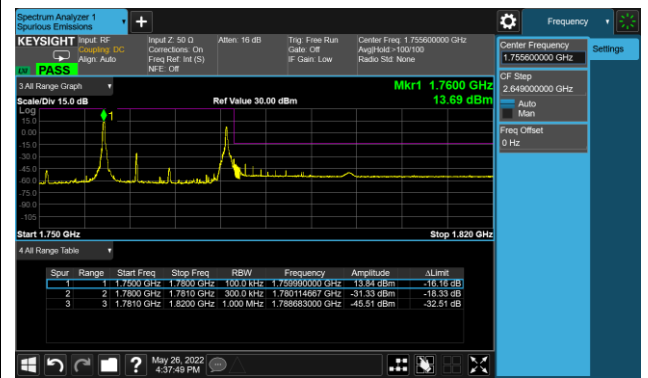 Spectrum Analyzer 1
Spurious Emissions
+
Frequency
KEYSIGHT
Input: RF
Coupling: DC
Align: Auto
Input Z: 50 Ω
Corrections: On
Freq Ref: Int (S)
NFE: Off
Atten: 16 dB
Trig: Free Run
Gate: Off
IF Gain: Low
Center Freq: 1.755600000 GHz
Avg|Hold:>100/100
Radio Std: None
PASS
Center Frequency
1.755600000 GHz
Settings
CF Step
2.649000000 GHz
Auto
Man
Freq Offset
0 Hz
3 All Range Graph
Mkr1 1.7600 GHz
Scale/Div 15.0 dB
Ref Value 30.00 dBm
13.69 dBm
Log
1
15.0
0.00
-15.0
-30.0
-45.0
-60.0
-75.0
-90.0
-105
Start 1.750 GHz
Stop 1.820 GHz
4 All Range Table
Spur Range Start Freq Stop Freq RBW Frequency Amplitude ΔLimit
1 1 1.7500 GHz 1.7800 GHz 100.0 kHz 1.759990000 GHz 13.84 dBm -16.16 dB
2 2 1.7800 GHz 1.7810 GHz 300.0 kHz 1.780114667 GHz -31.33 dBm -18.33 dB
3 3 1.7810 GHz 1.8200 GHz 1.000 MHz 1.788683000 GHz -45.51 dBm -32.51 dB
?
May 26, 2022
4:37:49 PM